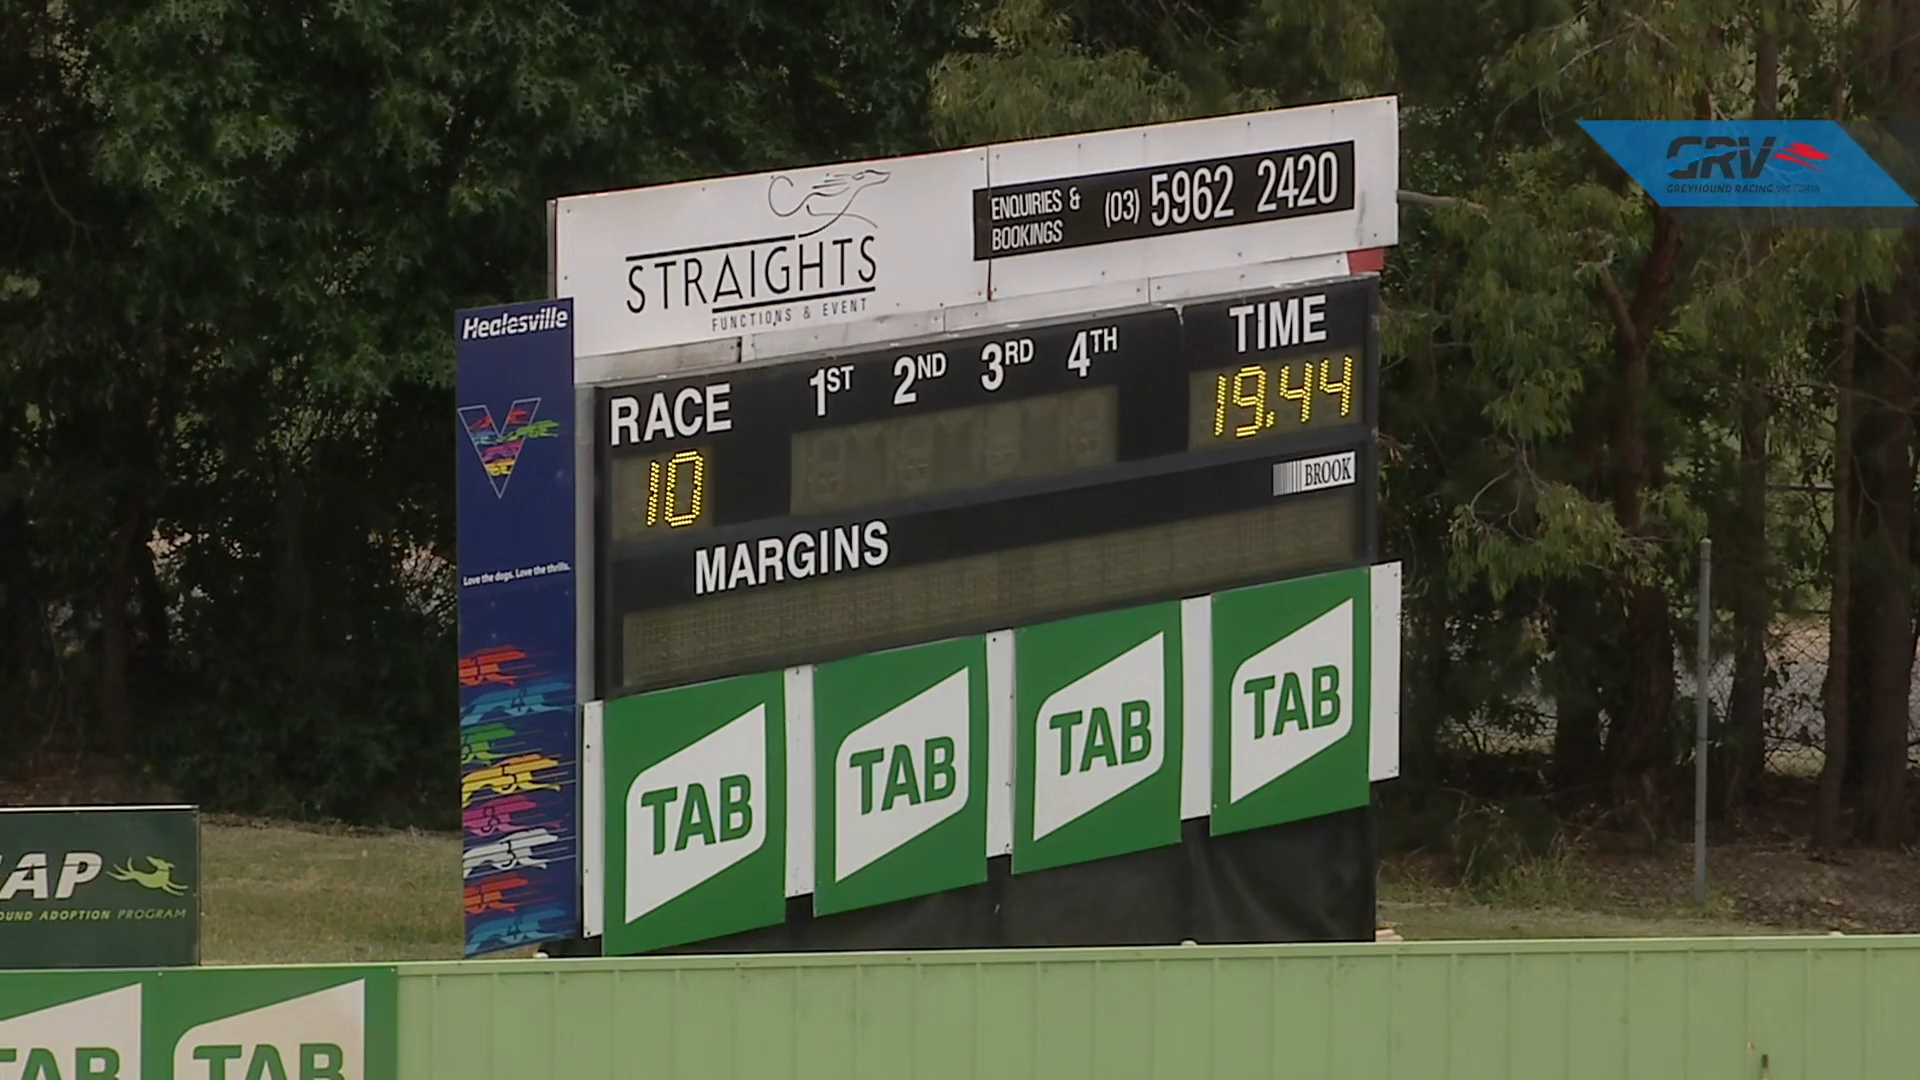 GRV
GREYHOUND RACING VICTORIA
STRAIGHTS
FUNCTIONS & EVENT
ENQUIRIES &
BOOKINGS
(03) 5962 2420
Healesville
Love the dogs. Love the thrills.
RACE
1ST 2ND 3RD 4TH
TIME
10
19.44
BROOK
MARGINS
TAB
TAB
TAB
TAB
AP
OUND ADOPTION PROGRAM
TAB
TAB